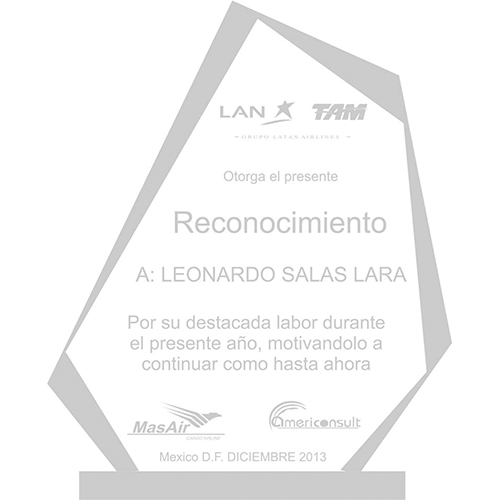 LAN TAM
GRUPO LATAN AIRLINES
Otorga el presente
Reconocimiento
A: LEONARDO SALAS LARA
Por su destacada labor durante
el presente año, motivandolo a
continuar como hasta ahora
MasAir americonsult
CARGO AIRLINE
Mexico D.F. DICIEMBRE 2013